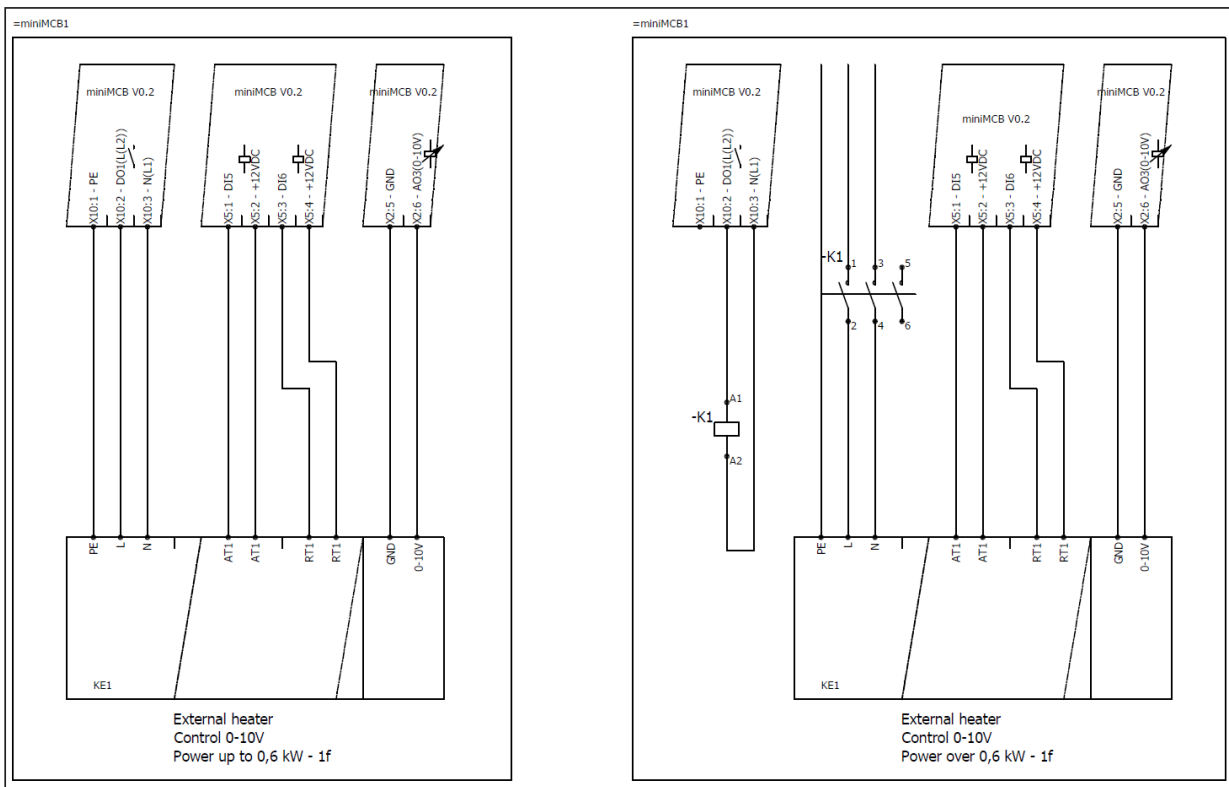 =miniMCB1
miniMCB V0.2
X10:1 - PE
X10:2 - DO1(L(L2))
X10:3 - N(L1)
miniMCB V0.2
X5:1 - DI5
X5:2 - +12VDC
X5:3 - DI6
X5:4 - +12VDC
miniMCB V0.2
X2:5 - GND
X2:6 - AO3(0-10V)
PE
L
N
AT1
AT1
RT1
RT1
GND
0-10V
KE1
External heater
Control 0-10V
Power up to 0,6 kW - 1f
=miniMCB1
miniMCB V0.2
X10:1 - PE
X10:2 - DO1(L(L2))
X10:3 - N(L1)
miniMCB V0.2
X5:1 - DI5
X5:2 - +12VDC
X5:3 - DI6
X5:4 - +12VDC
miniMCB V0.2
X2:5 - GND
X2:6 - AO3(0-10V)
-K1
1
3
5
2
4
6
-K1
A1
A2
PE
L
N
AT1
AT1
RT1
RT1
GND
0-10V
KE1
External heater
Control 0-10V
Power over 0,6 kW - 1f